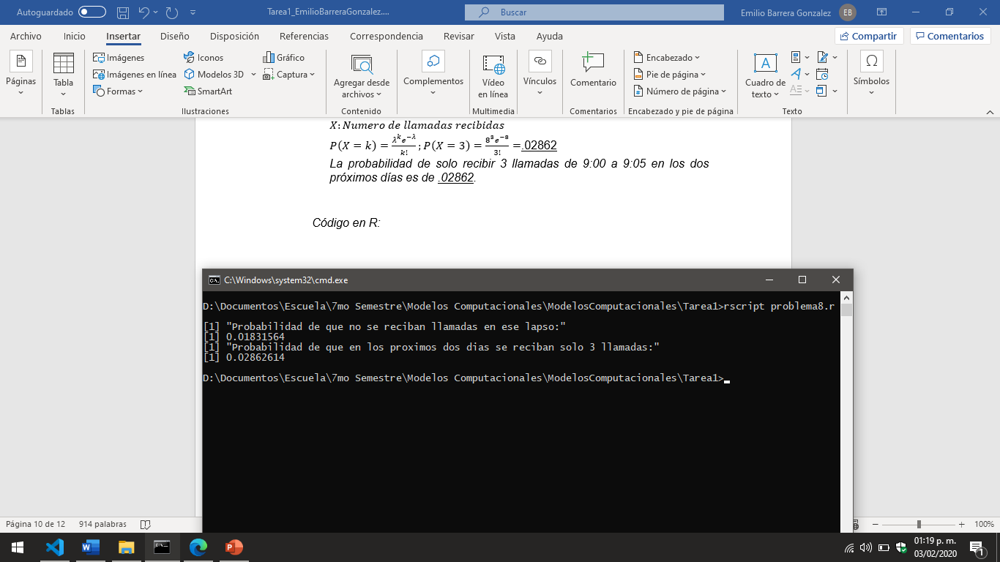 Autoguardado
Tarea1_EmilioBarreraGonzalez....
Buscar
Emilio Barrera Gonzalez
EB
Archivo Inicio Insertar Diseño Disposición Referencias Correspondencia Revisar Vista Ayuda
Compartir Comentarios
Páginas
Tabla
Tablas
Imágenes
Imágenes en línea
Formas
Iconos
Modelos 3D
SmartArt
Gráfico
Captura
Ilustraciones
Agregar desde
archivos
Contenido
Complementos
Vídeo
en línea
Multimedia
Vínculos
Comentario
Comentarios
Encabezado
Pie de página
Número de página
Encabezado y pie de página
Cuadro de
texto
Texto
Símbolos
X: Numero de llamadas recibidas
P(X = k) = λ^k e^−λ / k! ; P(X = 3) = 8^3 e^−8 / 3! =.02862
La probabilidad de solo recibir 3 llamadas de 9:00 a 9:05 en los dos
próximos días es de .02862.
Código en R:
C:\Windows\system32\cmd.exe
D:\Documentos\Escuela\7mo Semestre\Modelos Computacionales\ModelosComputacionales\Tarea1>rscript problema8.r
[1] "Probabilidad de que no se reciban llamadas en ese lapso:"
[1] 0.01831564
[1] "Probabilidad de que en los proximos dos dias se reciban solo 3 llamadas:"
[1] 0.02862614
D:\Documentos\Escuela\7mo Semestre\Modelos Computacionales\ModelosComputacionales\Tarea1>
Página 10 de 12 914 palabras
100%
01:19 p. m.
03/02/2020
1